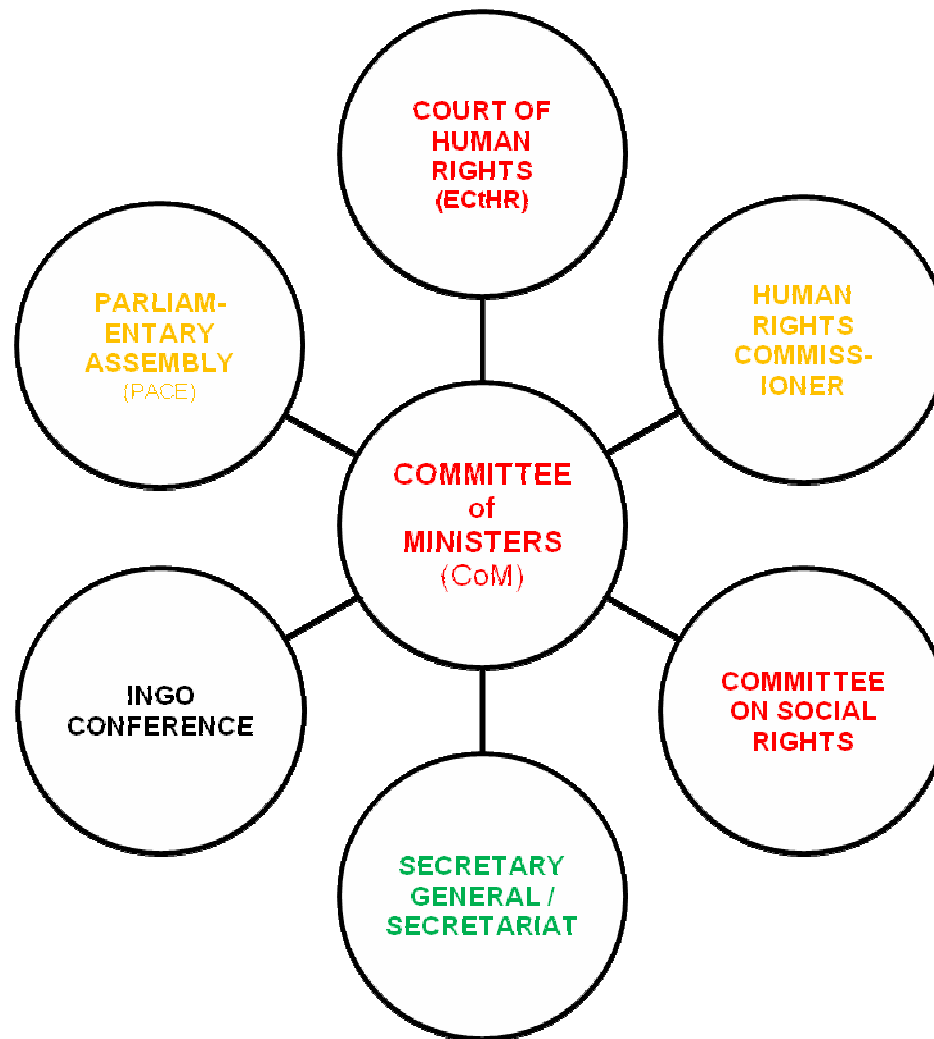 COURT OF
HUMAN
RIGHTS
(ECtHR)
PARLIAM-
ENTARY
ASSEMBLY
(PACE)
HUMAN
RIGHTS
COMMISS-
IONER
COMMITTEE
of
MINISTERS
(CoM)
INGO
CONFERENCE
COMMITTEE
ON SOCIAL
RIGHTS
SECRETARY
GENERAL /
SECRETARIAT